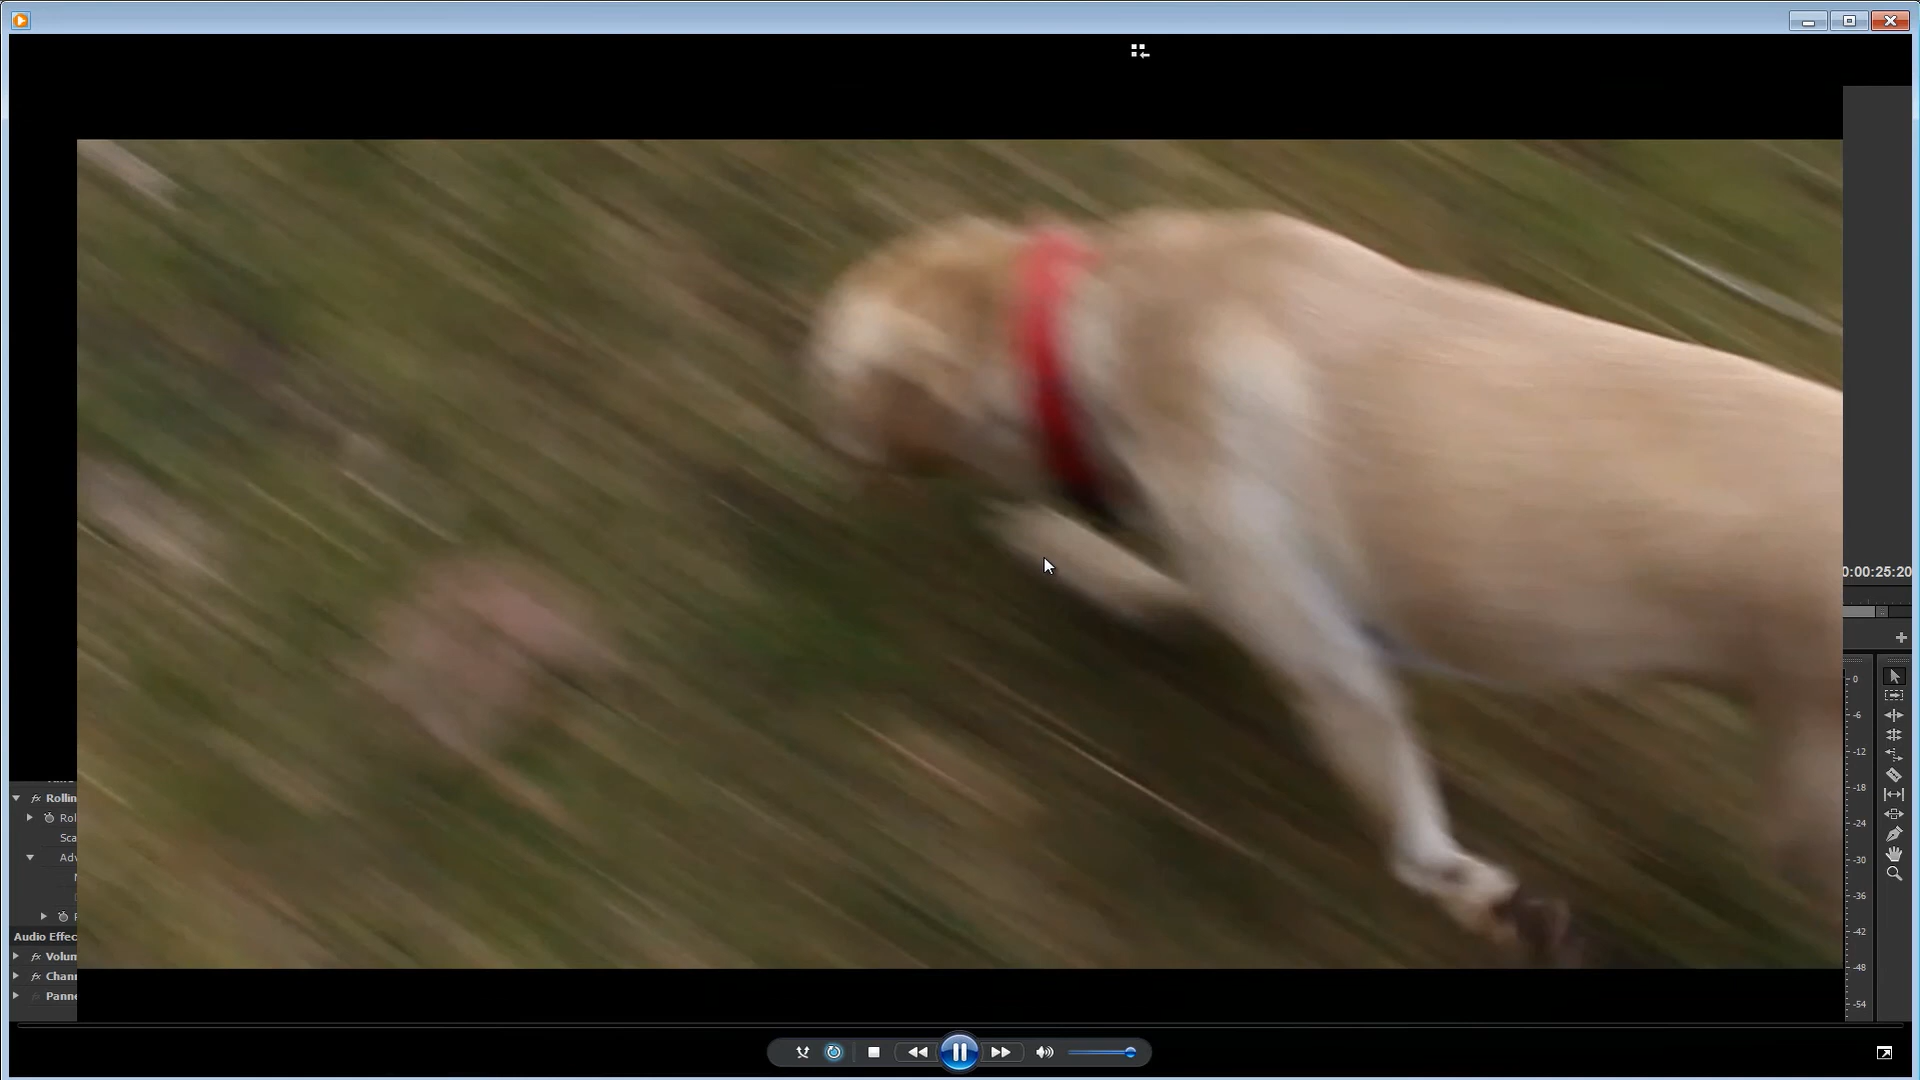 0:00:25:20
Rollin
Rol
Sca
Adv
Audio Effec
Volun
Chann
Panne
0
-6
-12
-18
-24
-30
-36
-42
-48
-54